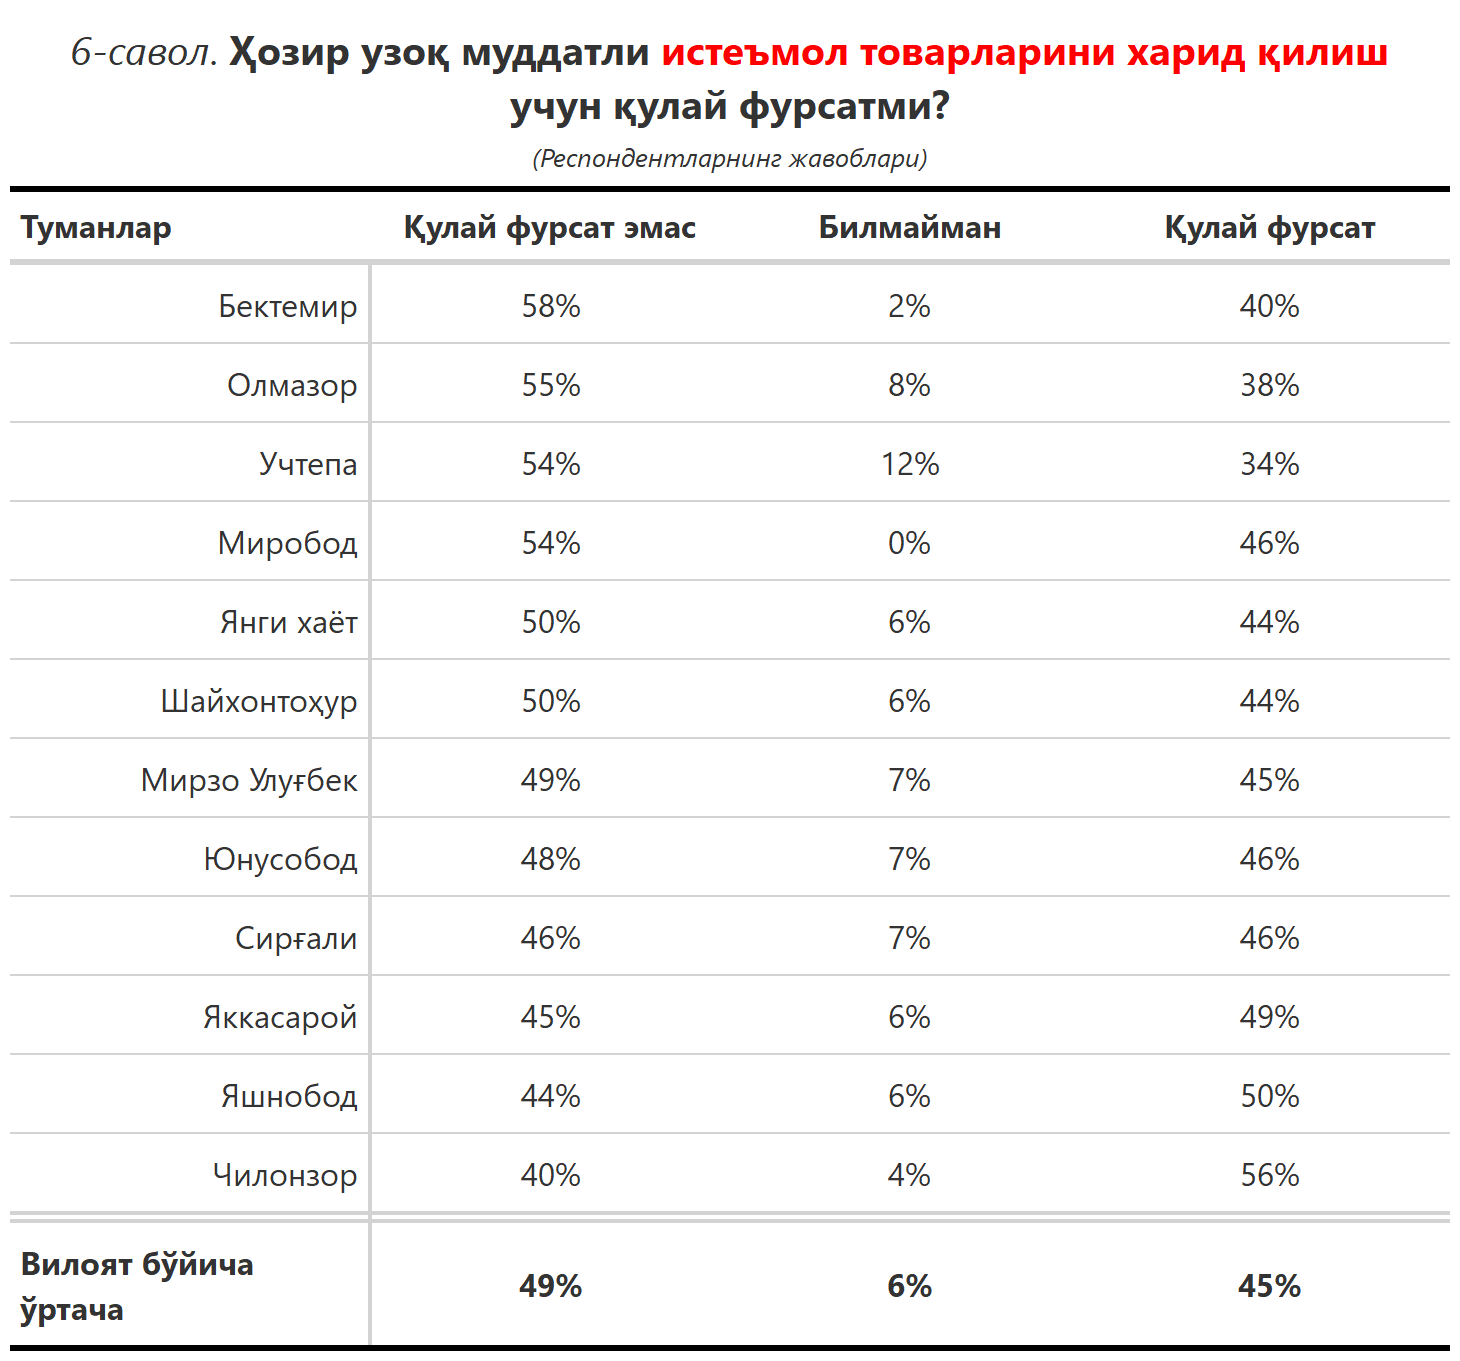 6-савол. Ҳозир узоқ муддатли истеъмол товарларини харид қилиш
учун қулай фурсатми?
(Респондентларнинг жавоблари)
Туманлар Қулай фурсат эмас Билмайман Қулай фурсат
Бектемир 58% 2% 40%
Олмазор 55% 8% 38%
Учтепа 54% 12% 34%
Миробод 54% 0% 46%
Янги хаёт 50% 6% 44%
Шайхонтоҳур 50% 6% 44%
Мирзо Улуғбек 49% 7% 45%
Юнусобод 48% 7% 46%
Сирғали 46% 7% 46%
Яккасарой 45% 6% 49%
Яшнобод 44% 6% 50%
Чилонзор 40% 4% 56%
Вилоят бўйича
ўртача 49% 6% 45%